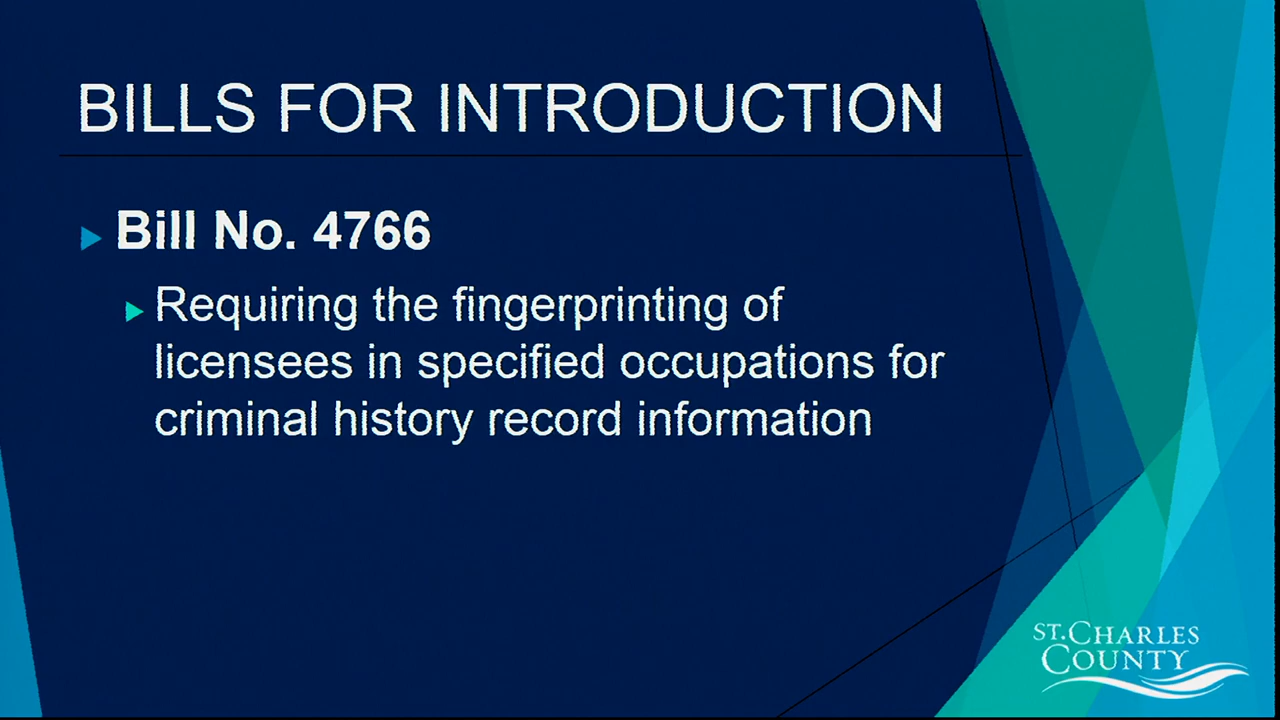 BILLS FOR INTRODUCTION
Bill No. 4766
Requiring the fingerprinting of
licensees in specified occupations for
criminal history record information
ST. CHARLES
COUNTY